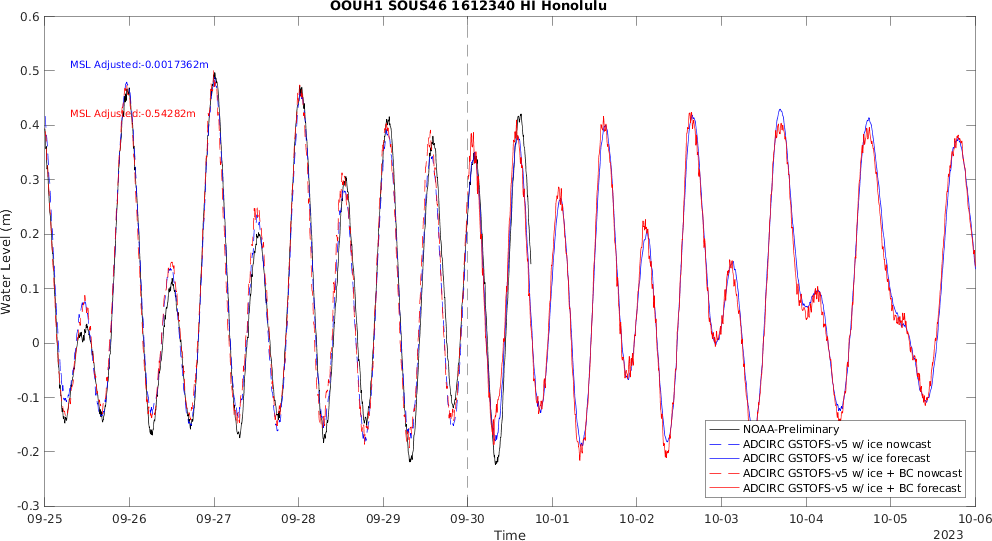 OOUH1 SOUS46 1612340 HI Honolulu
0.6
0.5
0.4
0.3
0.2
0.1
0
-0.1
-0.2
-0.3
Water Level (m)
MSL Adjusted:-0.0017362m
MSL Adjusted:-0.54282m
NOAA-Preliminary
ADCIRC GSTOFS-v5 w/ ice nowcast
ADCIRC GSTOFS-v5 w/ ice forecast
ADCIRC GSTOFS-v5 w/ ice + BC nowcast
ADCIRC GSTOFS-v5 w/ ice + BC forecast
09-25 09-26 09-27 09-28 09-29 09-30 10-01 10-02 10-03 10-04 10-05 10-06
Time
2023